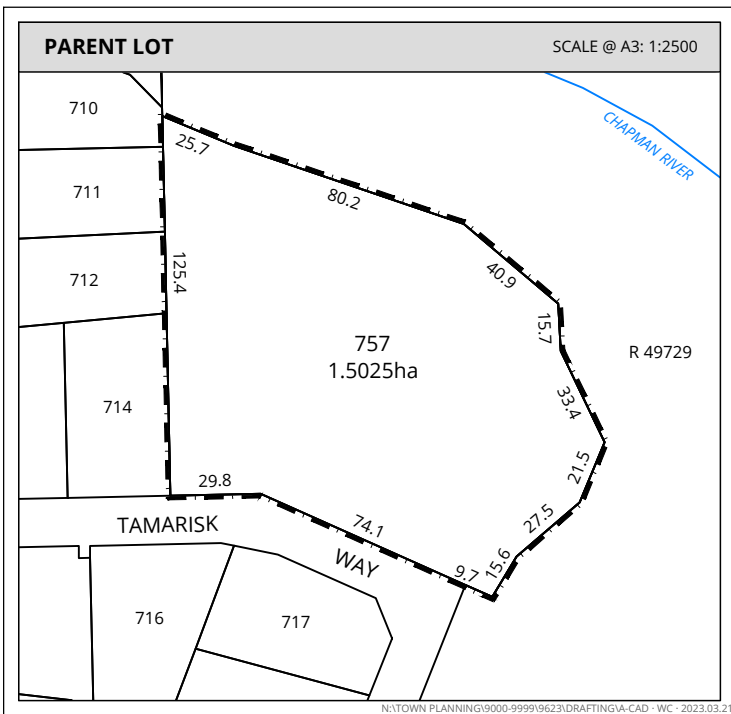 PARENT LOT
SCALE @ A3: 1:2500
710
25.7
CHAPMAN RIVER
711
80.2
712
125.4
40.9
15.7
757
1.5025ha
R 49729
714
33.4
29.8
21.5
TAMARISK
74.1
27.5
WAY
9.7
15.6
716
717
N:\TOWN PLANNING\9000-9999\9623\DRAFTING\A-CAD - WC - 2023.03.21